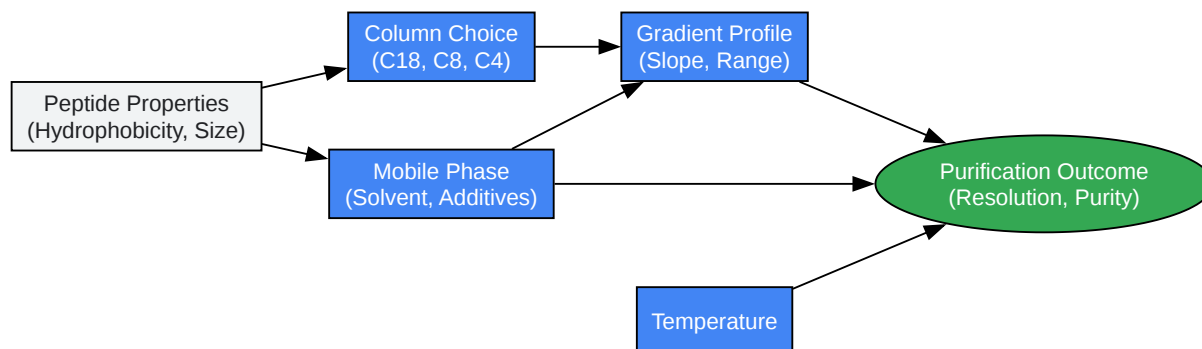 Column Choice
(C18, C8, C4)
Gradient Profile
(Slope, Range)
Peptide Properties
(Hydrophobicity, Size)
Mobile Phase
(Solvent, Additives)
Purification Outcome
(Resolution, Purity)
Temperature